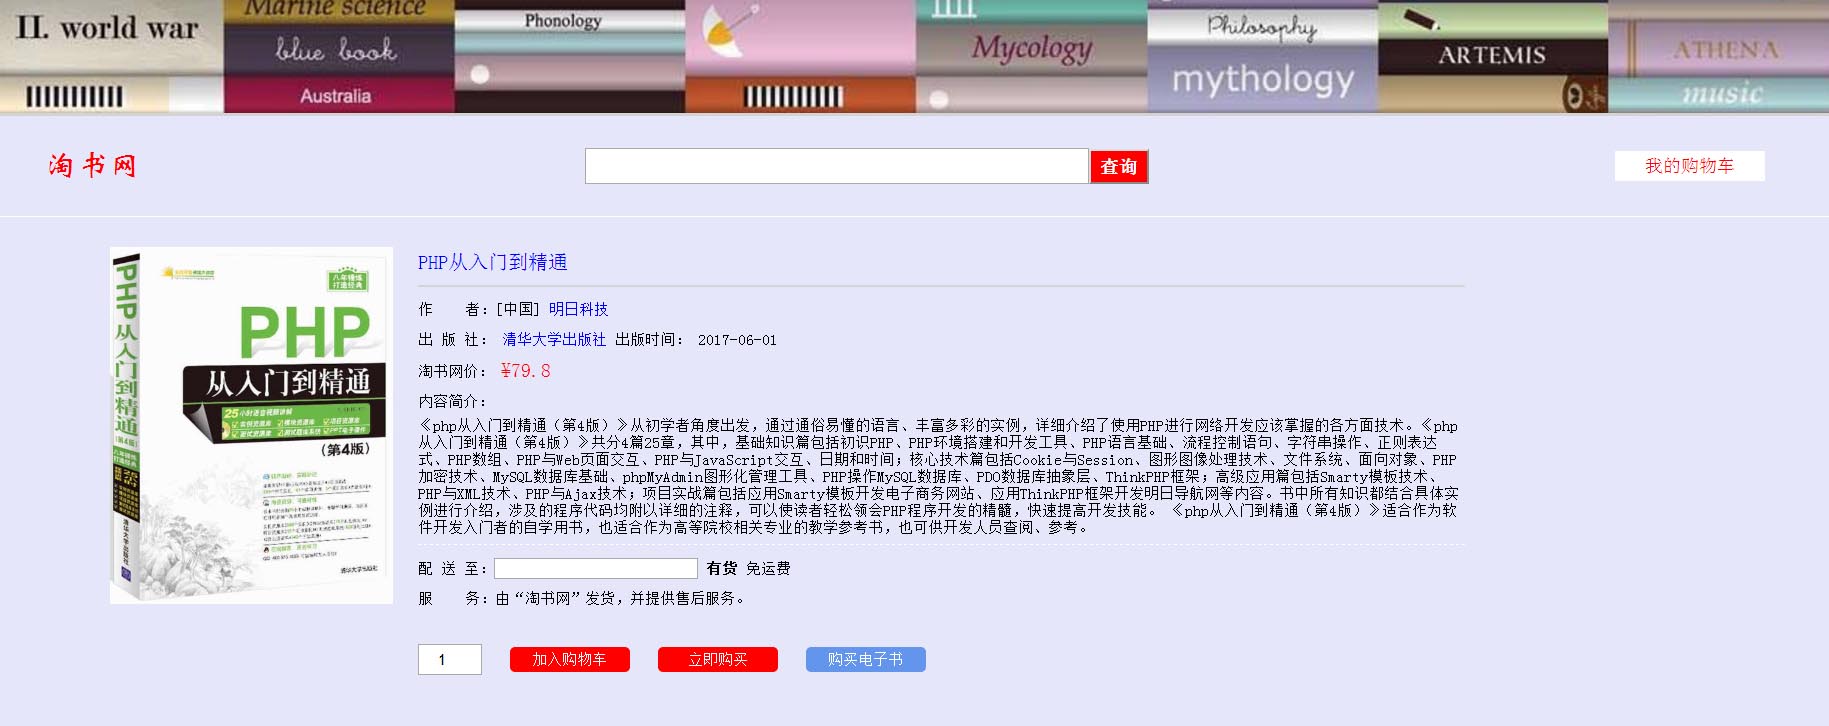 Marine science
II. world war
Phonology
Philosophy
blue book
Mycology
ARTEMIS
ATHENA
mythology
Australia
music
淘书网
查询
我的购物车
PHP从入门到精通
八年锤炼
打造经典
PHP
从入门到精通
(第4版)
清华大学出版社
PHP从入门到精通
作 者：[中国] 明日科技
出 版 社： 清华大学出版社 出版时间： 2017-06-01
淘书网价： ¥79.8
内容简介：
《php从入门到精通（第4版）》从初学者角度出发，通过通俗易懂的语言、丰富多彩的实例，详细介绍了使用PHP进行网络开发应该掌握的各方面技术。《php
从入门到精通（第4版）》共分4篇25章，其中，基础知识篇包括初识PHP、PHP环境搭建和开发工具、PHP语言基础、流程控制语句、字符串操作、正则表达
式、PHP数组、PHP与Web页面交互、PHP与JavaScript交互、日期和时间；核心技术篇包括Cookie与Session、图形图像处理技术、文件系统、面向对象、PHP
加密技术、MySQL数据库基础、phpMyAdmin图形化管理工具、PHP操作MySQL数据库、PDO数据库抽象层、ThinkPHP框架；高级应用篇包括Smarty模板技术、
PHP与XML技术、PHP与Ajax技术；项目实战篇包括应用Smarty模板开发电子商务网站、应用ThinkPHP框架开发明日导航网等内容。书中所有知识都结合具体实
例进行介绍，涉及的程序代码均附以详细的注释，可以使读者轻松领会PHP程序开发的精髓，快速提高开发技能。 《php从入门到精通（第4版）》适合作为软
件开发入门者的自学用书，也适合作为高等院校相关专业的教学参考书，也可供开发人员查阅、参考。
配 送 至： 有货 免运费
服 务：由“淘书网”发货，并提供售后服务。
1
加入购物车
立即购买
购买电子书